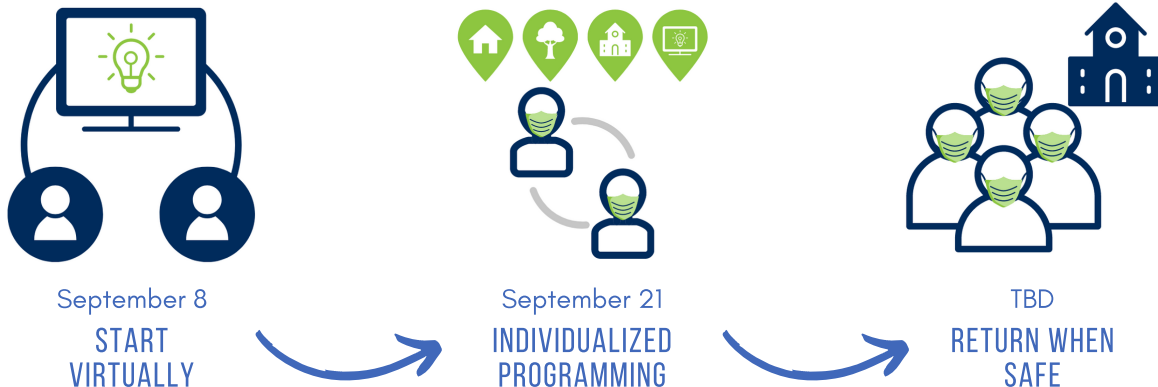 September 8
START
VIRTUALLY
September 21
INDIVIDUALIZED
PROGRAMMING
TBD
RETURN WHEN
SAFE